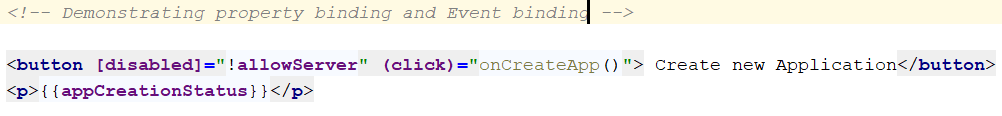 <!-- Demonstrating property binding and Event binding -->
<button [disabled]="!allowServer" (click)="onCreateApp()"> Create new Application</button>
<p>{{appCreationStatus}}</p>